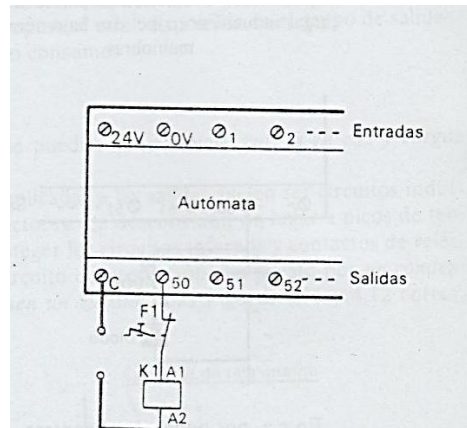 24V 0V 1 2 --- Entradas
Autómata
C 50 51 52 --- Salidas
F1
K1 A1
A2